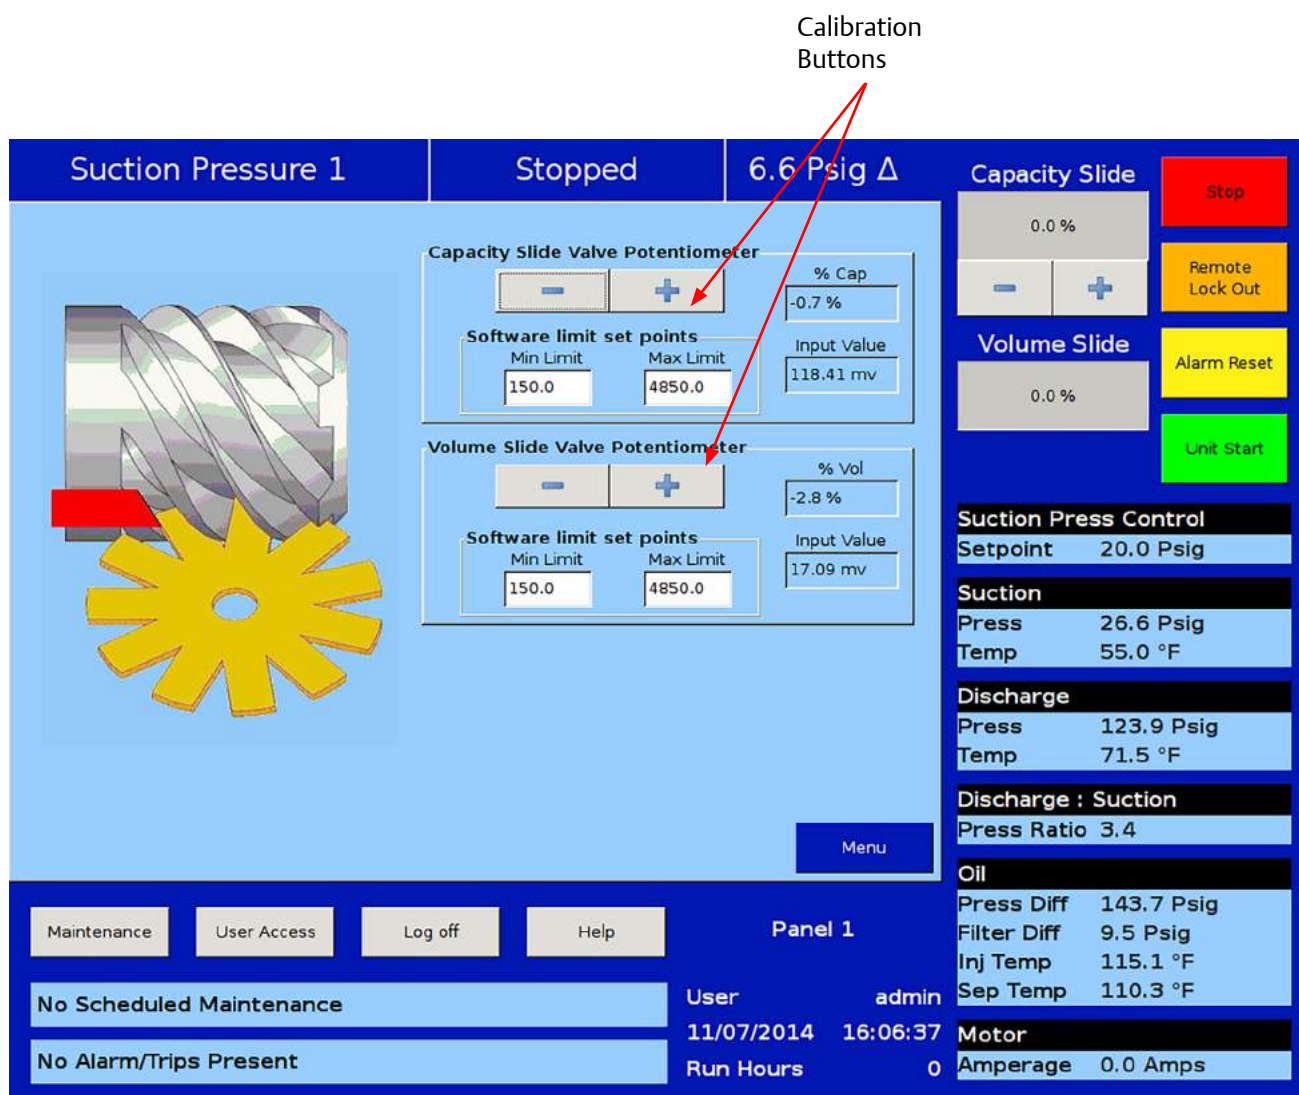 Calibration
Buttons
Suction Pressure 1
Stopped
6.6 Psig Δ
Capacity Slide Valve Potentiometer
−
+
% Cap
-0.7 %
Software limit set points
Min Limit
Max Limit
150.0
4850.0
Input Value
118.41 mv
Volume Slide Valve Potentiometer
−
+
% Vol
-2.8 %
Software limit set points
Min Limit
Max Limit
150.0
4850.0
Input Value
17.09 mv
Menu
Capacity Slide
0.0 %
−
+
Volume Slide
0.0 %
Stop
Remote
Lock Out
Alarm Reset
Unit Start
Suction Press Control
Setpoint 20.0 Psig
Suction
Press 26.6 Psig
Temp 55.0 °F
Discharge
Press 123.9 Psig
Temp 71.5 °F
Discharge : Suction
Press Ratio 3.4
Oil
Press Diff 143.7 Psig
Filter Diff 9.5 Psig
Inj Temp 115.1 °F
Sep Temp 110.3 °F
Motor
Amperage 0.0 Amps
Maintenance
User Access
Log off
Help
Panel 1
No Scheduled Maintenance
No Alarm/Trips Present
User admin
11/07/2014 16:06:37
Run Hours 0